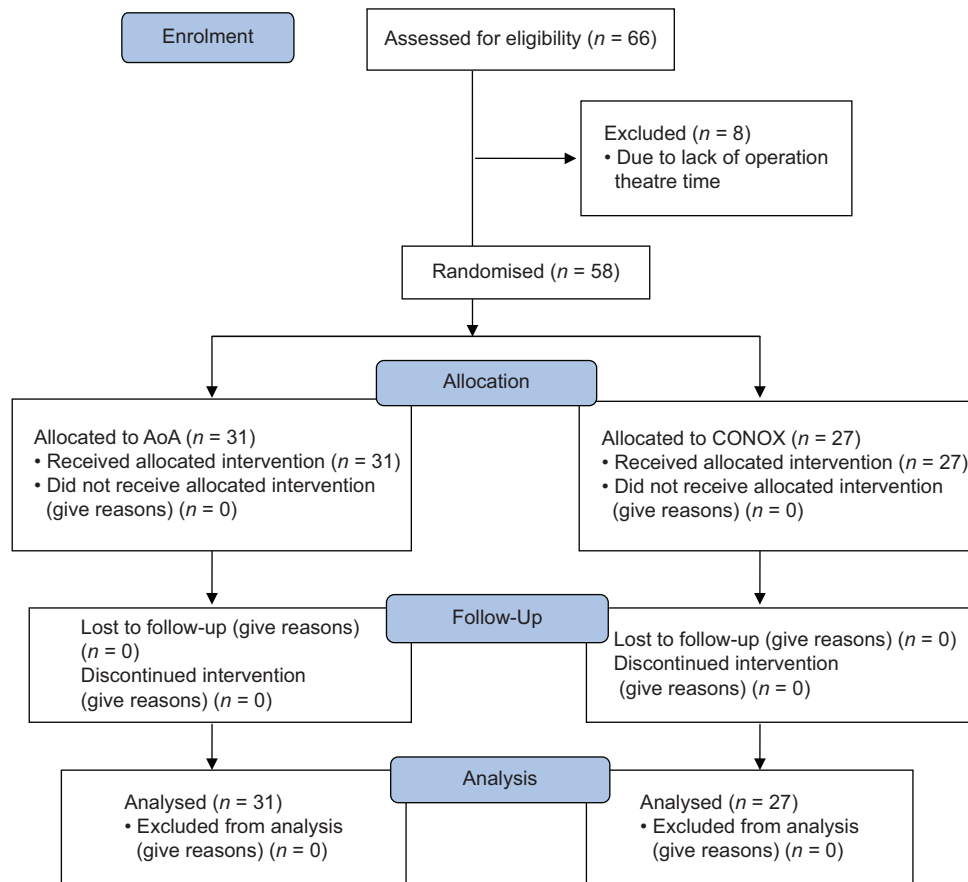 Enrolment
Assessed for eligibility (n = 66)
Excluded (n = 8)
• Due to lack of operation
theatre time
Randomised (n = 58)
Allocation
Allocated to AoA (n = 31)
• Received allocated intervention (n = 31)
• Did not receive allocated intervention
(give reasons) (n = 0)
Allocated to CONOX (n = 27)
• Received allocated intervention (n = 27)
• Did not receive allocated intervention
(give reasons) (n = 0)
Follow-Up
Lost to follow-up (give reasons)
(n = 0)
Discontinued intervention
(give reasons) (n = 0)
Lost to follow-up (give reasons) (n = 0)
Discontinued intervention
(give reasons) (n = 0)
Analysis
Analysed (n = 31)
• Excluded from analysis
(give reasons) (n = 0)
Analysed (n = 27)
• Excluded from analysis
(give reasons) (n = 0)